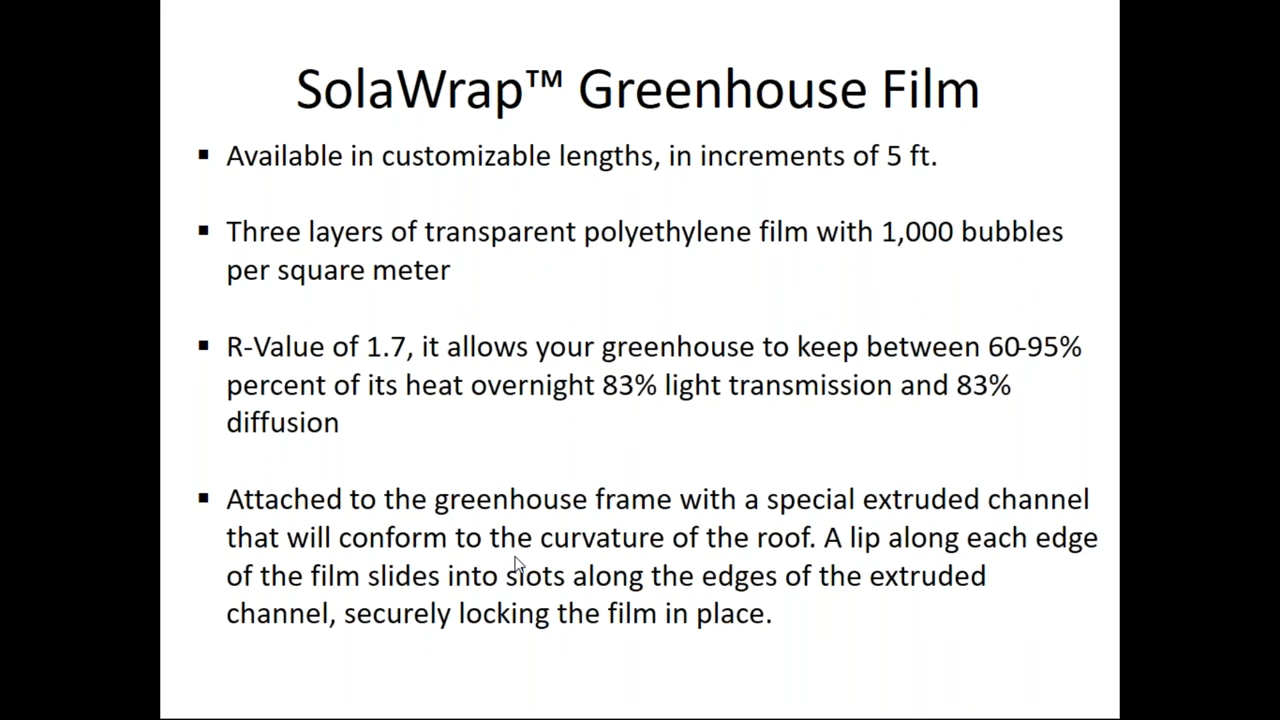 SolaWrap™ Greenhouse Film
▪ Available in customizable lengths, in increments of 5 ft.
▪ Three layers of transparent polyethylene film with 1,000 bubbles
per square meter
▪ R-Value of 1.7, it allows your greenhouse to keep between 60-95%
percent of its heat overnight 83% light transmission and 83%
diffusion
▪ Attached to the greenhouse frame with a special extruded channel
that will conform to the curvature of the roof. A lip along each edge
of the film slides into slots along the edges of the extruded
channel, securely locking the film in place.